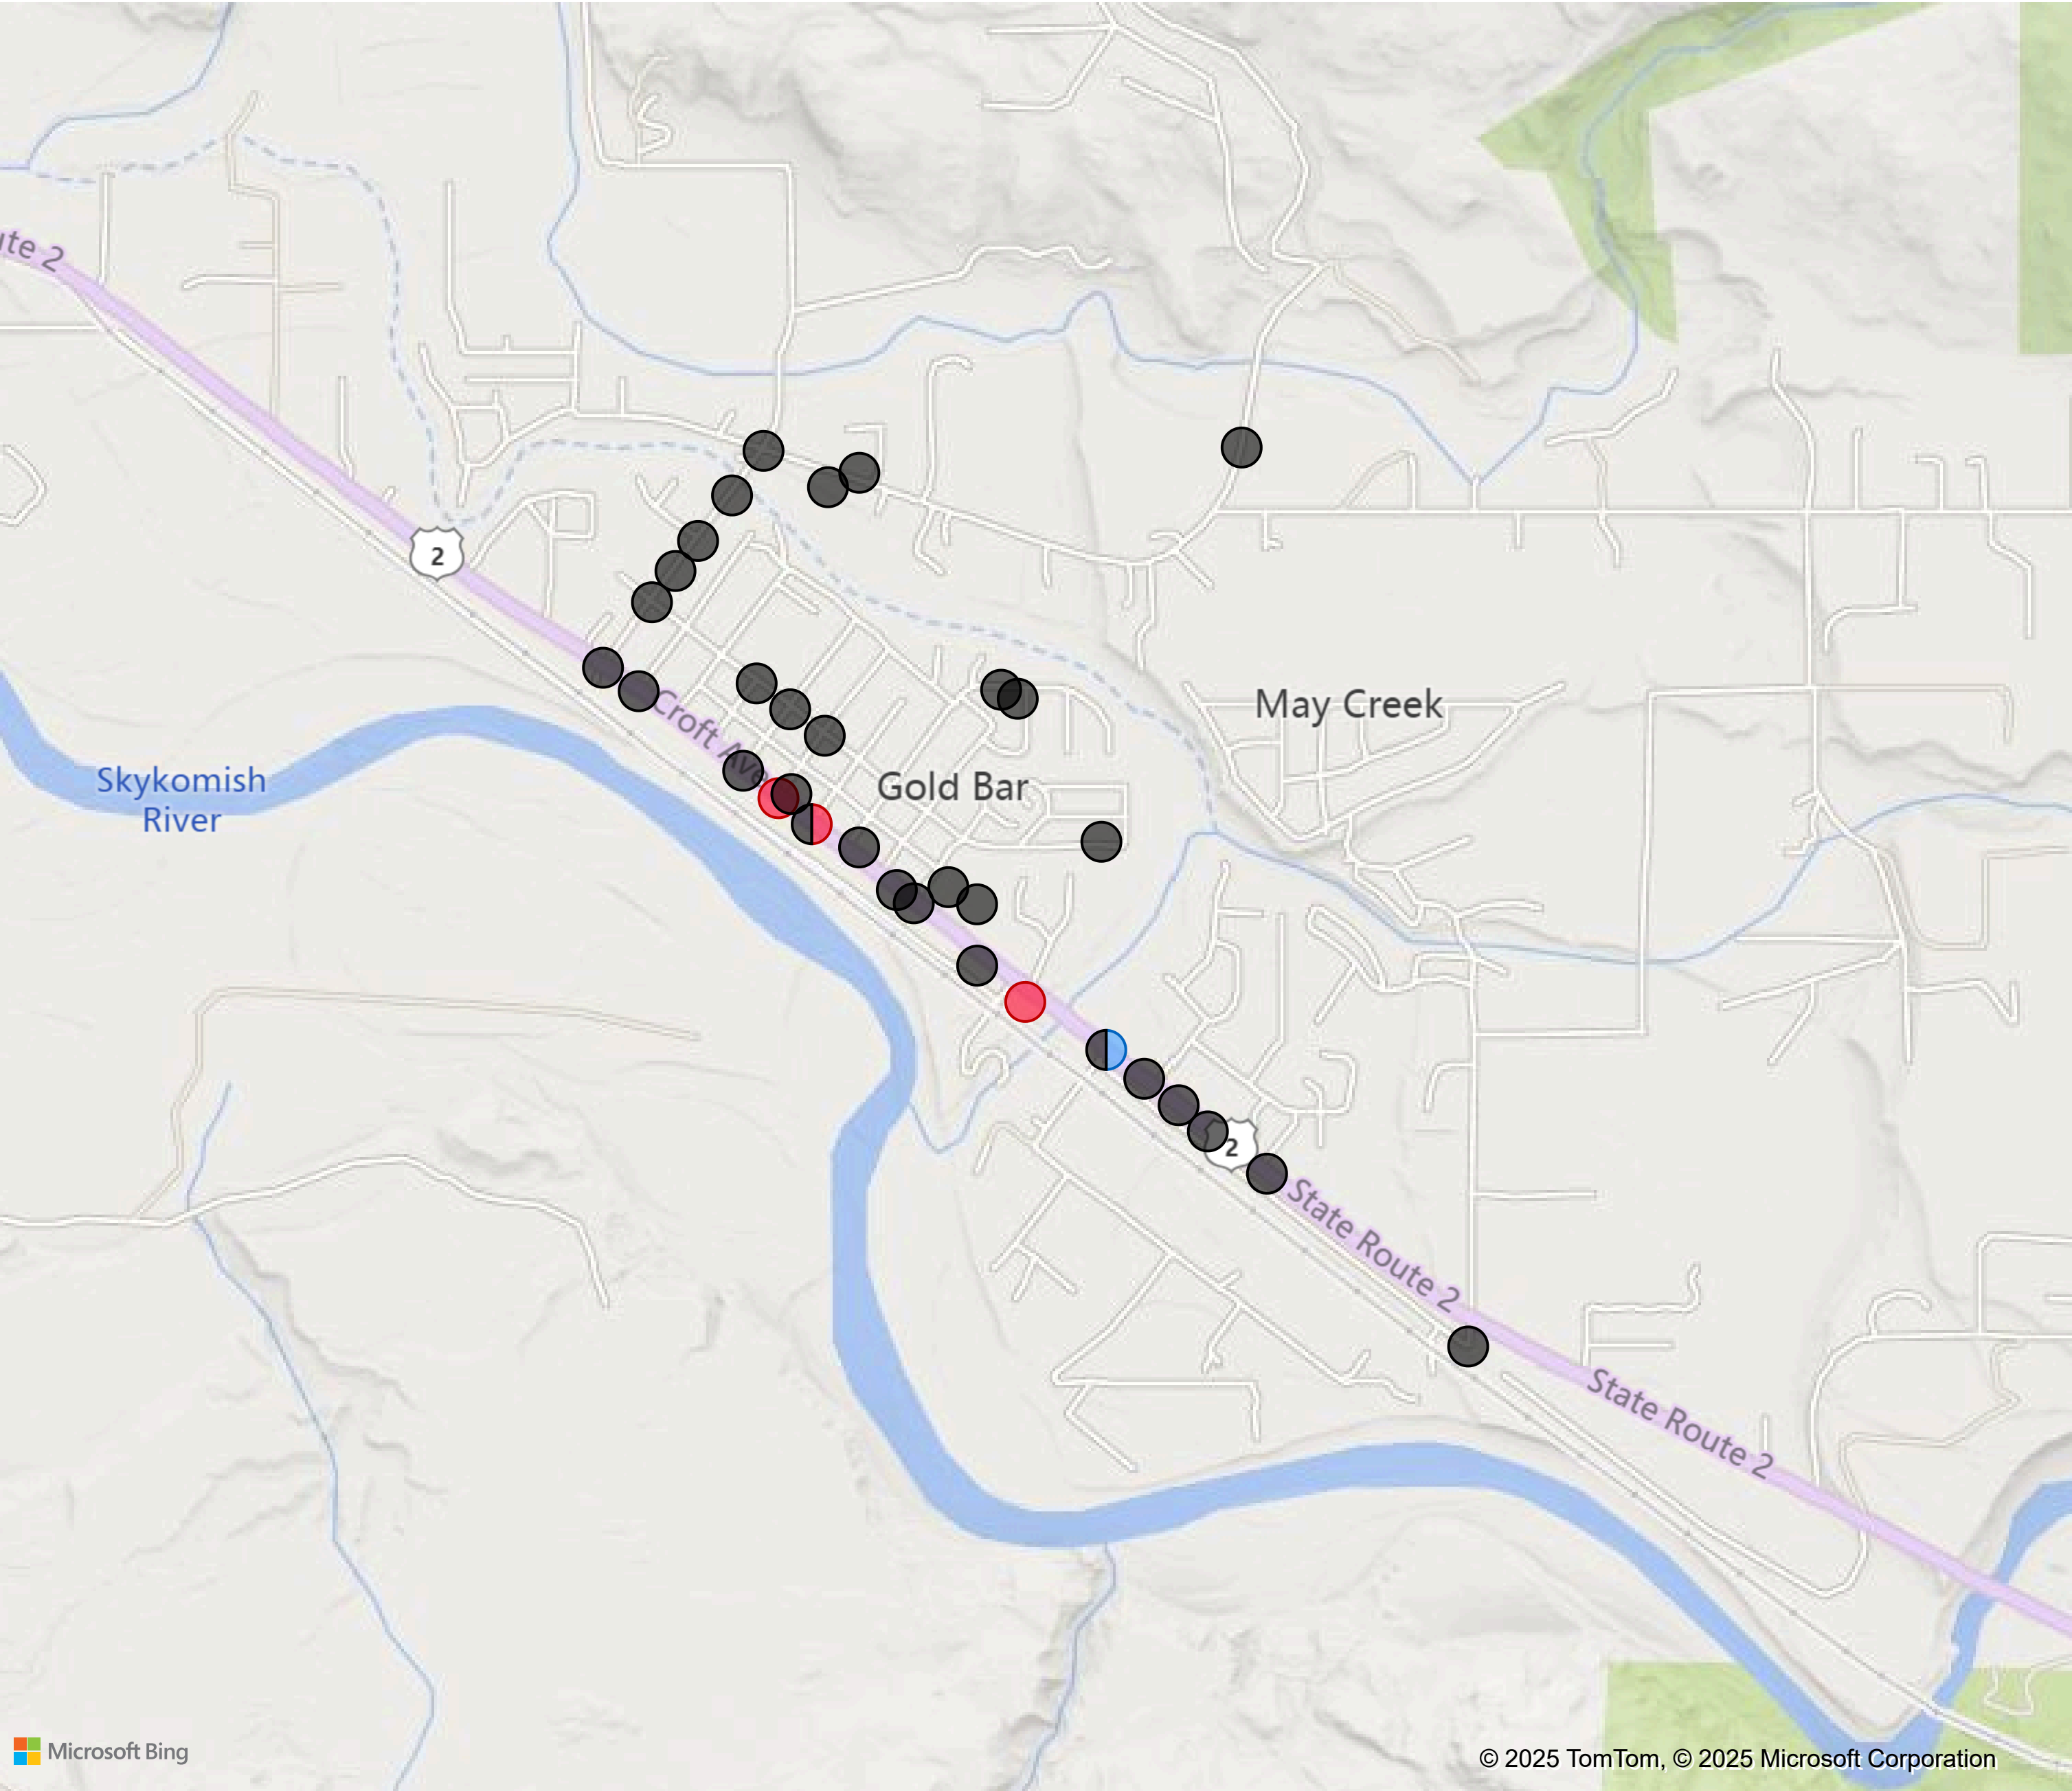 ute 2
2
Croft Ave
May Creek
Gold Bar
Skykomish
River
2
State Route 2
State Route 2
Microsoft Bing
© 2025 TomTom, © 2025 Microsoft Corporation